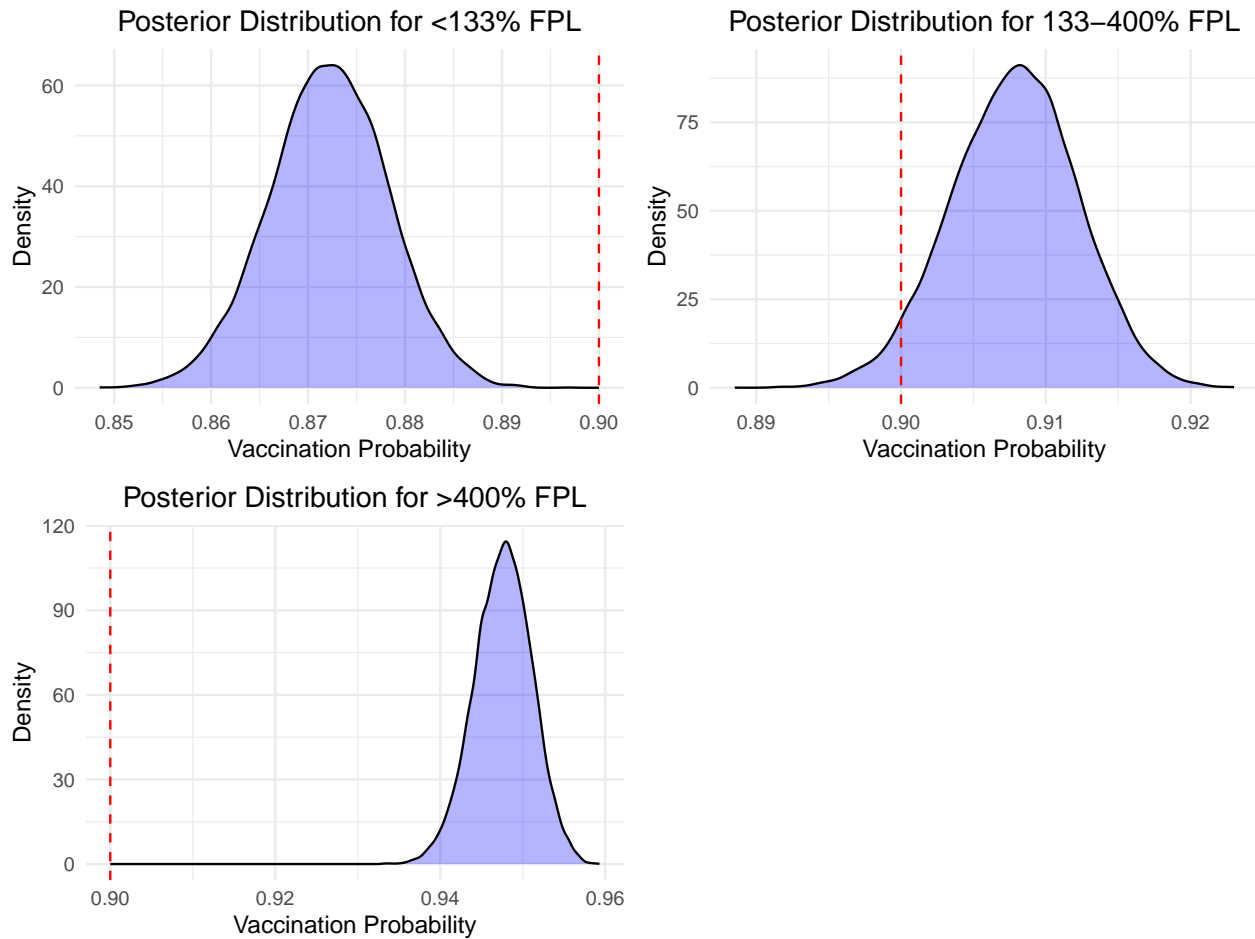 Posterior Distribution for <133% FPL
60
40
20
0
Density
0.85 0.86 0.87 0.88 0.89 0.90
Vaccination Probability
Posterior Distribution for 133−400% FPL
75
50
25
0
Density
0.89 0.90 0.91 0.92
Vaccination Probability
Posterior Distribution for >400% FPL
120
90
60
30
0
Density
0.90 0.92 0.94 0.96
Vaccination Probability